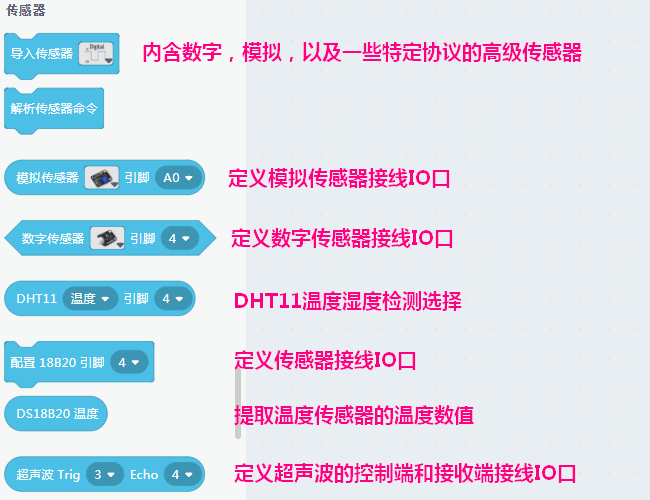 传感器
导入传感器 Digital 内含数字，模拟，以及一些特定协议的高级传感器
解析传感器命令
模拟传感器 引脚 A0 定义模拟传感器接线IO口
数字传感器 引脚 4 定义数字传感器接线IO口
DHT11 温度 引脚 4 DHT11温度湿度检测选择
配置 18B20 引脚 4 定义传感器接线IO口
DS18B20 温度 提取温度传感器的温度数值
超声波 Trig 3 Echo 4 定义超声波的控制端和接收端接线IO口